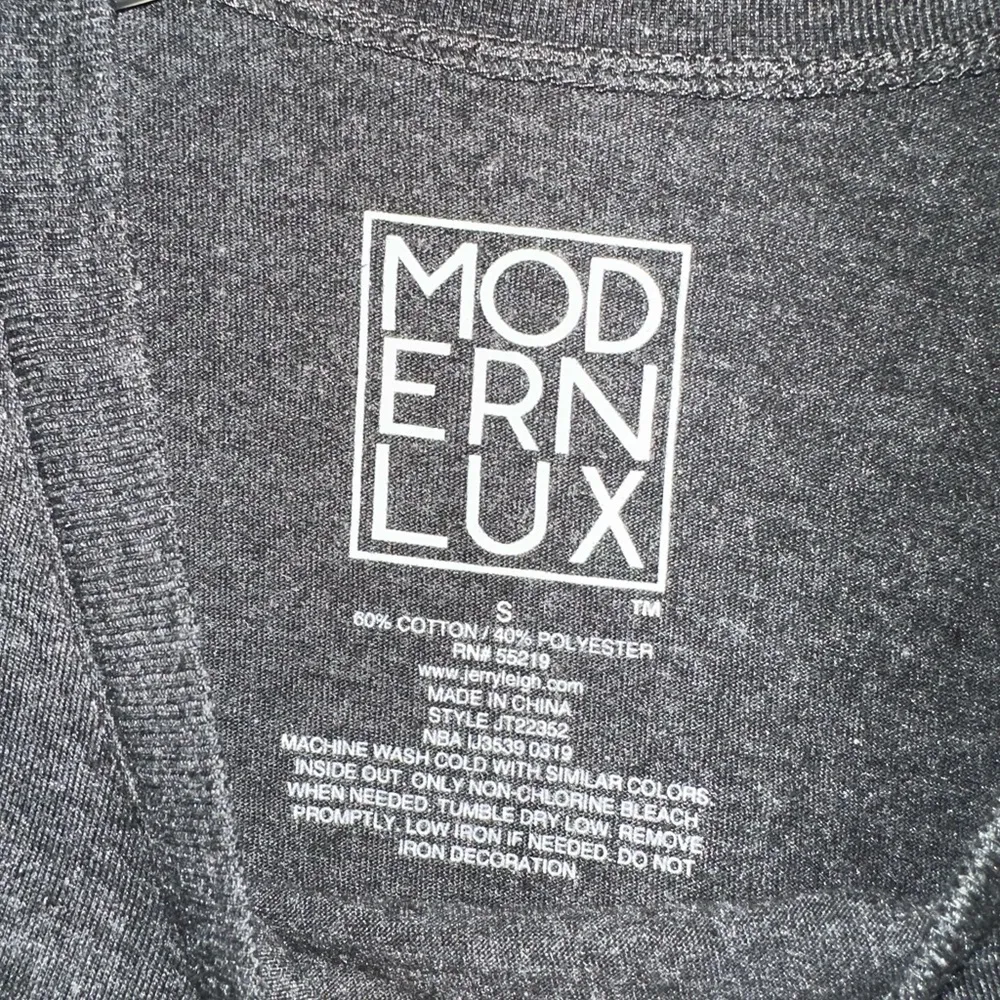 MOD
ERN
LUX
TM
S
60% COTTON / 40% POLYESTER
RN# 55219
www.jerryleigh.com
MADE IN CHINA
STYLE JT22352
NBA IJ3539 0319
MACHINE WASH COLD WITH SIMILAR COLORS.
INSIDE OUT. ONLY NON-CHLORINE BLEACH
WHEN NEEDED. TUMBLE DRY LOW. REMOVE
PROMPTLY. LOW IRON IF NEEDED. DO NOT
IRON DECORATION.